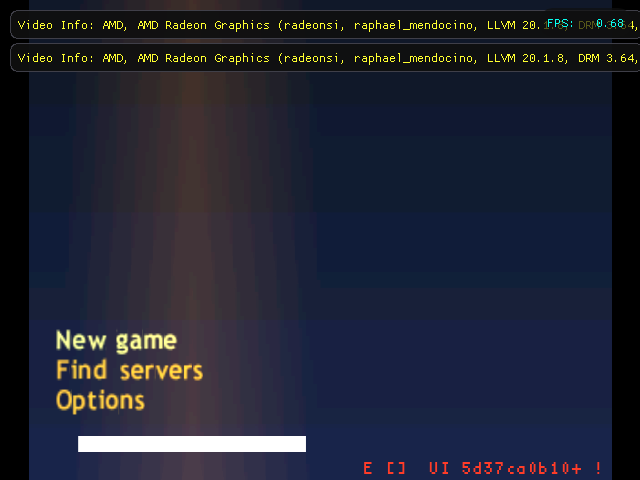 Video Info: AMD, AMD Radeon Graphics (radeonsi, raphael_mendocino, LLVM 20. FPS: 0.68
Video Info: AMD, AMD Radeon Graphics (radeonsi, raphael_mendocino, LLVM 20.1.8, DRM 3.64,
New game
Find servers
Options
E [] UI 5d37ca0b10+ !